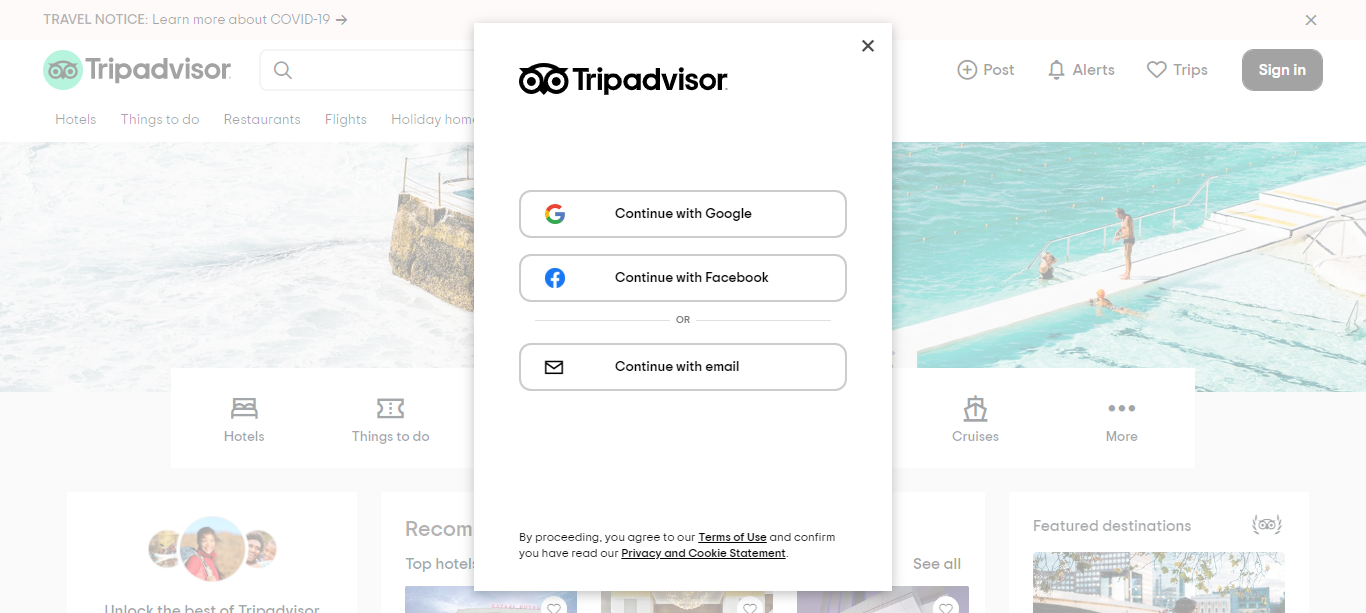 TRAVEL NOTICE: Learn more about COVID-19 →
Tripadvisor
Post
Alerts
Trips
Sign in
Hotels
Things to do
Restaurants
Flights
Holiday home
Tripadvisor
Continue with Google
Continue with Facebook
OR
Continue with email
By proceeding, you agree to our Terms of Use and confirm
you have read our Privacy and Cookie Statement.
Hotels
Things to do
Cruises
More
Unlock the best of Tripadvisor
Recom
Top hotels
See all
Featured destinations